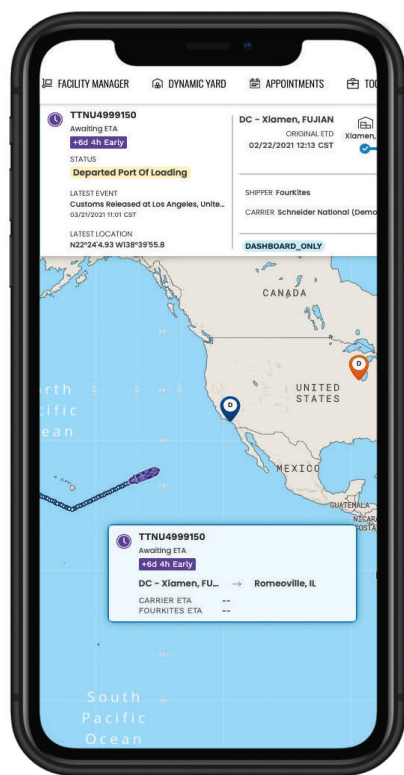 FACILITY MANAGER
DYNAMIC YARD
APPOINTMENTS
TTNU4999150
Awaiting ETA
+6d 4h Early
STATUS
Departed Port Of Loading
LATEST EVENT
Customs Released at Los Angeles, Unite...
03/21/2021 11:01 CST
LATEST LOCATION
N22°24'4.93 W138°39'55.8
DC - Xiamen, FUJIAN
ORIGINAL ETD
02/22/2021 12:13 CST
Xiamen,
SHIPPER FourKites
CARRIER Schneider National (Demo
DASHBOARD_ONLY
CANADA
UNITED
STATES
MEXICO
GUATEMALA
D
D
TTNU4999150
Awaiting ETA
+6d 4h Early
DC - Xiamen, FU... → Romeoville, IL
CARRIER ETA --
FOURKITES ETA --
South
Pacific
Ocean